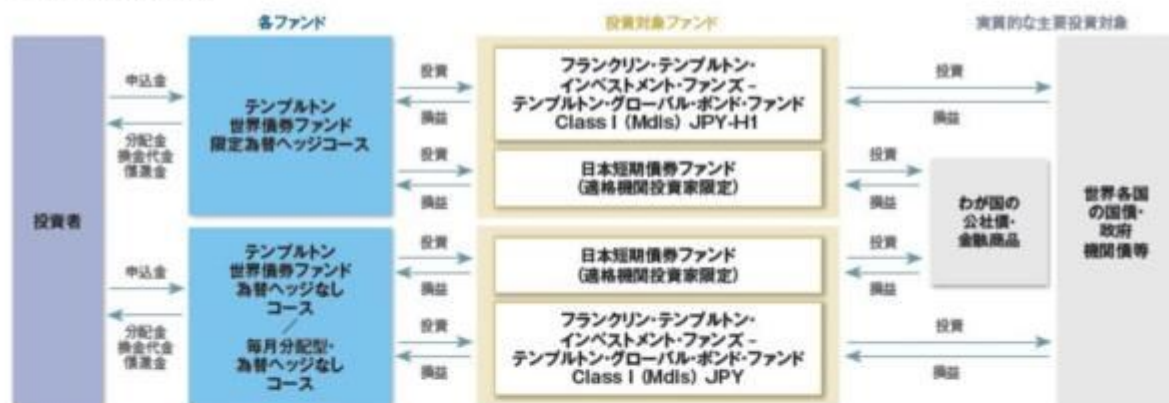 各ファンド
投資対象ファンド
実質的な主要投資対象
投資者
申込金
分配金
換金代金
償還金
テンプルトン
世界債券ファンド
限定為替ヘッジコース
投資
損益
フランクリン・テンプルトン・
インベストメント・ファンズ−
テンプルトン・グローバル・ボンド・ファンド
Class I (Mdis) JPY-H1
投資
損益
投資
損益
日本短期債券ファンド
(適格機関投資家限定)
投資
損益
わが国の
公社債・
金融商品
世界各国
の国債・
政府
機関債等
申込金
分配金
換金代金
償還金
テンプルトン
世界債券ファンド
為替ヘッジなし
コース
／
毎月分配型・
為替ヘッジなし
コース
投資
損益
日本短期債券ファンド
(適格機関投資家限定)
投資
損益
投資
損益
フランクリン・テンプルトン・
インベストメント・ファンズ−
テンプルトン・グローバル・ボンド・ファンド
Class I (Mdis) JPY
投資
損益